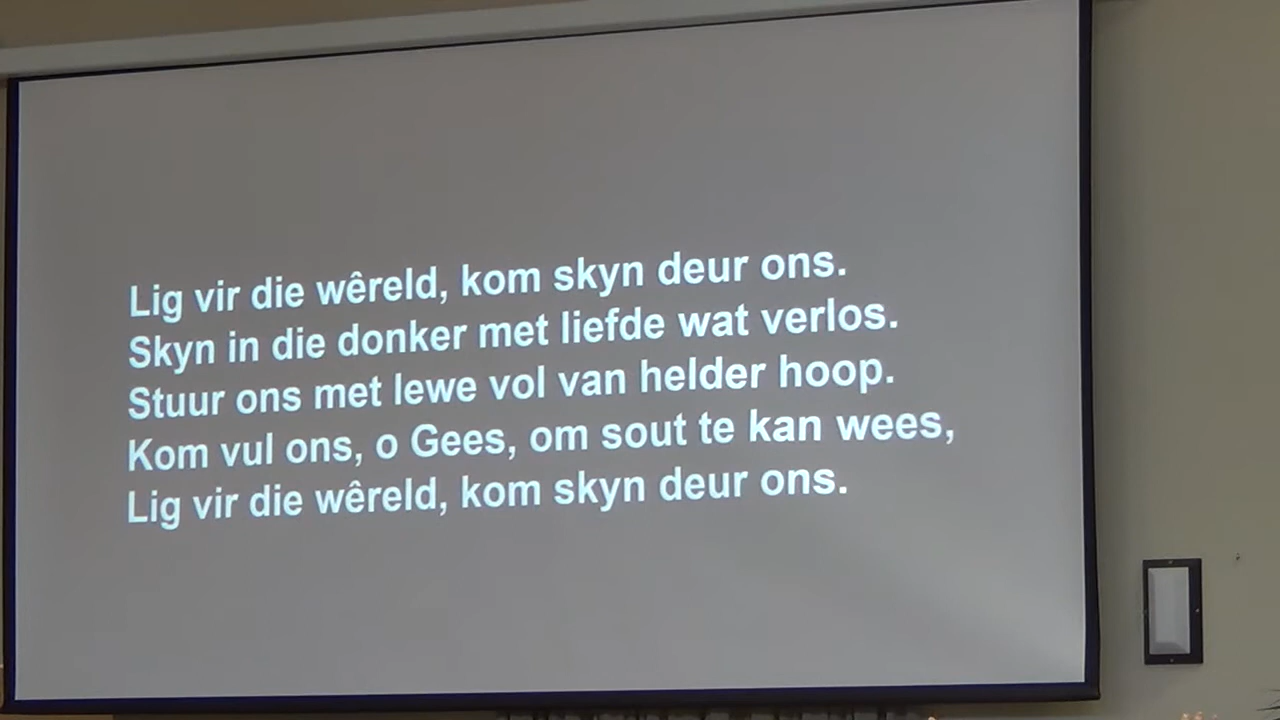 Lig vir die wêreld, kom skyn deur ons.
Skyn in die donker met liefde wat verlos.
Stuur ons met lewe vol van helder hoop.
Kom vul ons, o Gees, om sout te kan wees,
Lig vir die wêreld, kom skyn deur ons.